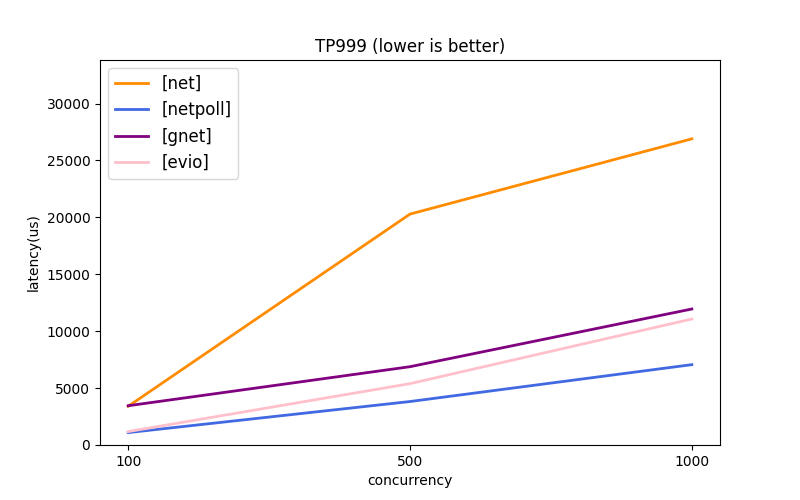 TP999 (lower is better)
[net]
[netpoll]
[gnet]
[evio]
latency(us)
30000
25000
20000
15000
10000
5000
0
100
500
1000
concurrency